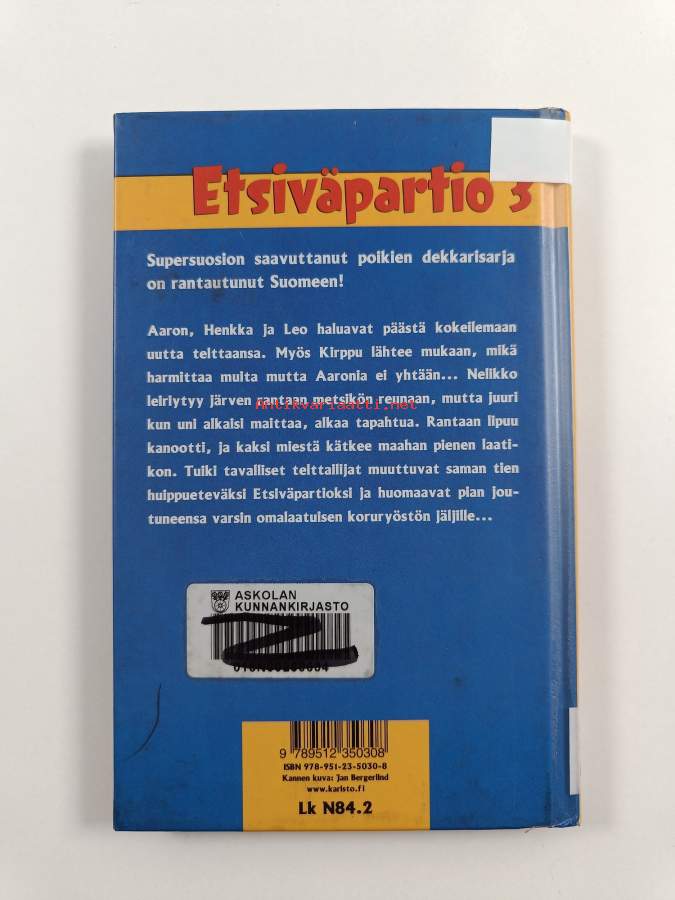 Etsiväpartio 3
Supersuosion saavuttanut poikien dekkarisarja
on rantautunut Suomeen!
Aaron, Henkka ja Leo haluavat päästä kokeilemaan
uutta telttaansa. Myös Kirppu lähtee mukaan, mikä
harmittaa muita mutta Aaronia ei yhtään... Nelikko
leiriytyy järven rantaan metsikön reunaan, mutta juuri
antikvariaatti.net
kun uni alkaisi maittaa, alkaa tapahtua. Rantaan lipuu
kanootti, ja kaksi miestä kätkee maahan pienen laati-
kon. Tuiki tavalliset telttailijat muuttuvat saman tien
huippueteväksi Etsiväpartioksi ja huomaavat pian jou-
tuneensa varsin omalaatuisen koruryöstön jäljille...
ASKOLAN
KUNNANKIRJASTO
9 789512 350308
ISBN 978-951-23-5030-8
Kannen kuva: Jan Bergerlind
www.karisto.fi
Lk N84.2